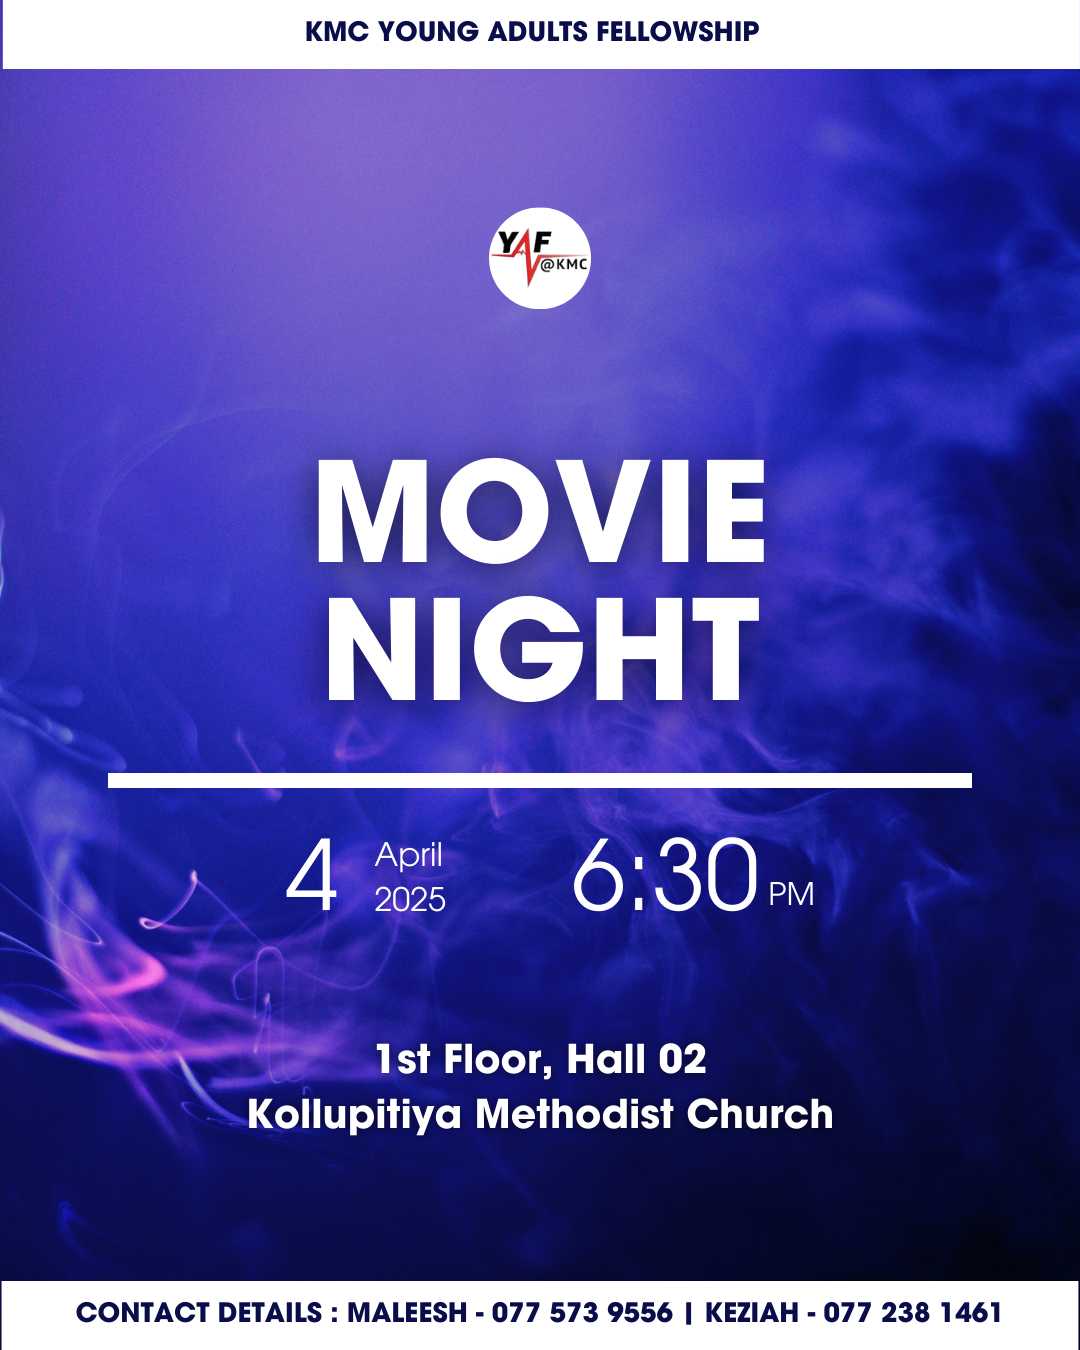 KMC YOUNG ADULTS FELLOWSHIP
YAF
@KMC
MOVIE
NIGHT
4 April 2025 6:30 PM
1st Floor, Hall 02
Kollupitiya Methodist Church
CONTACT DETAILS : MALEESH - 077 573 9556 | KEZIAH - 077 238 1461